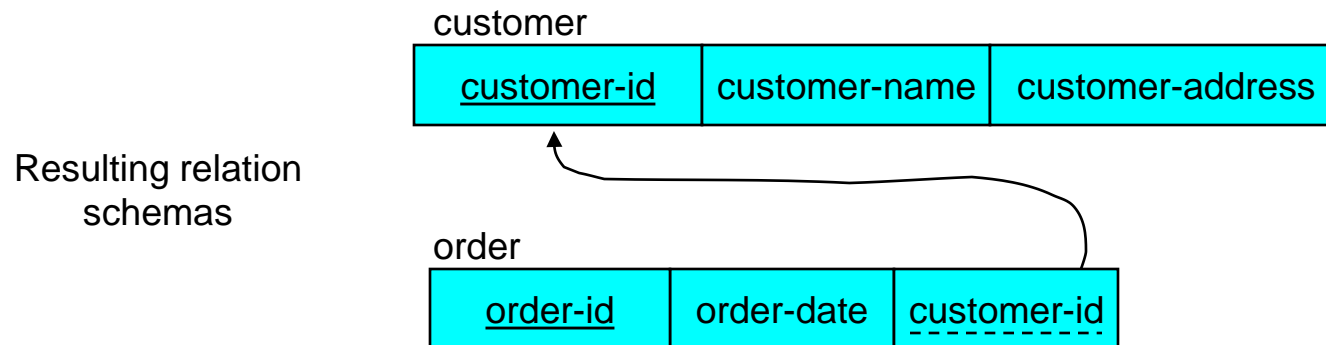 customer
customer-id customer-name customer-address
Resulting relation
schemas
order
order-id order-date customer-id